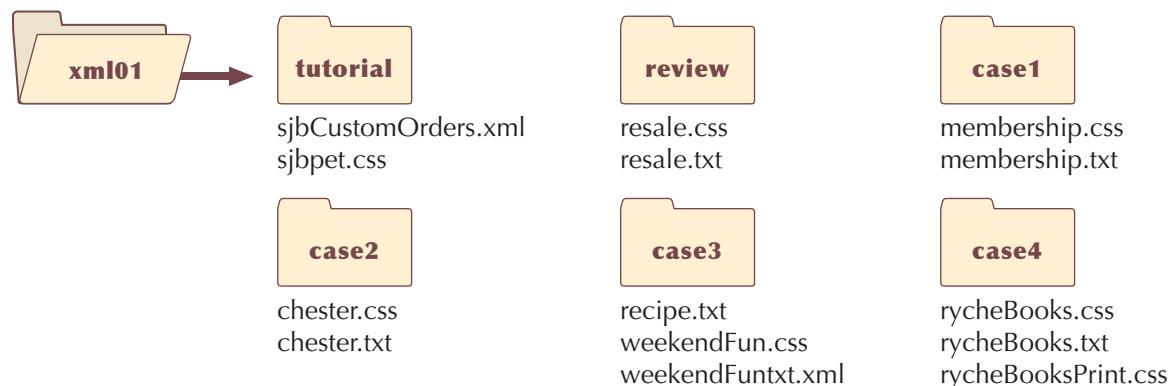 xml01
tutorial
sjbCustomOrders.xml
sjbpet.css
review
resale.css
resale.txt
case1
membership.css
membership.txt
case2
chester.css
chester.txt
case3
recipe.txt
weekendFun.css
weekendFuntxt.xml
case4
rycheBooks.css
rycheBooks.txt
rycheBooksPrint.css